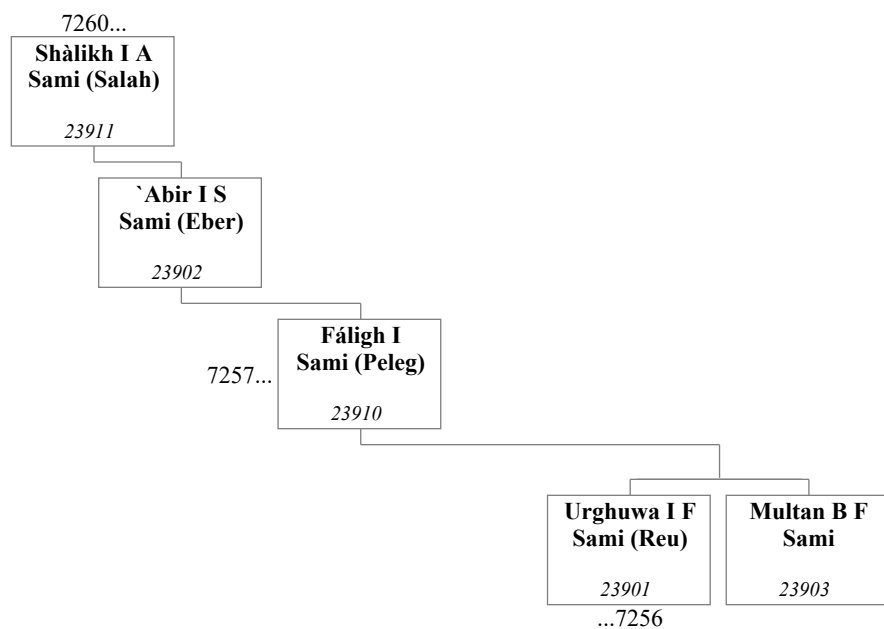 7260...
Shàlikh I A
Sami (Salah)
23911
`Abir I S
Sami (Eber)
23902
Fáligh I
Sami (Peleg)
7257...
23910
Urghuwa I F
Sami (Reu)
23901
...7256
Multan B F
Sami
23903